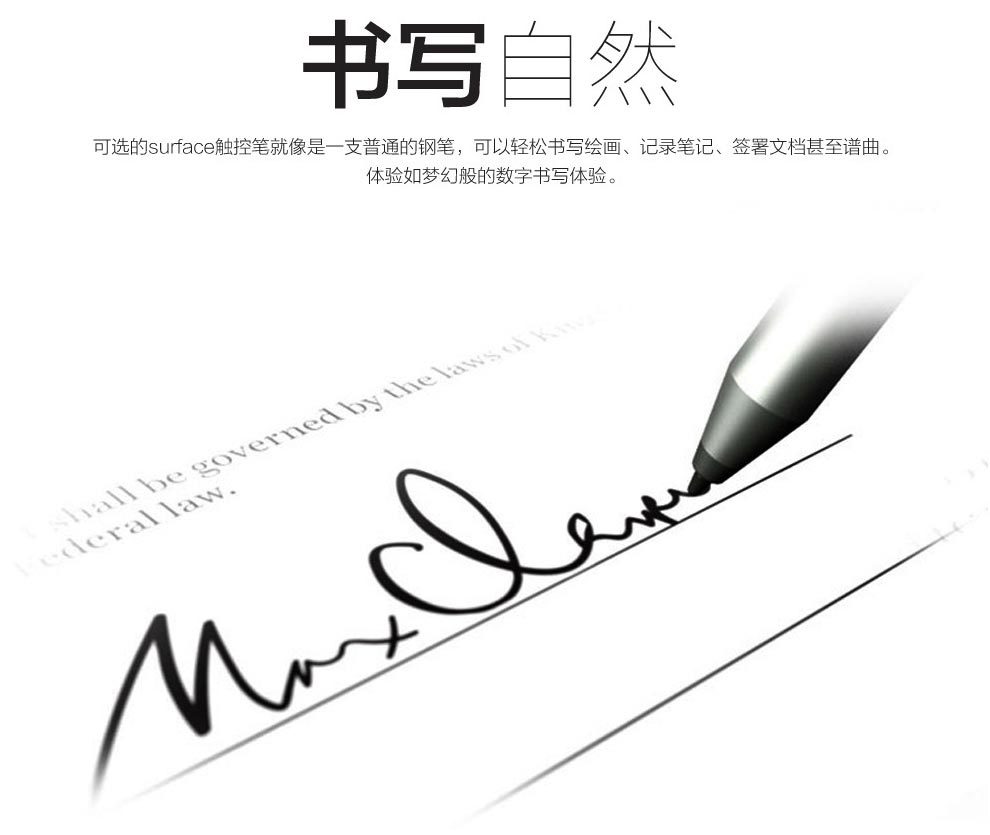 书写自然
可选的surface触控笔就像是一支普通的钢笔，可以轻松书写绘画、记录笔记、签署文档甚至谱曲。
体验如梦幻般的数字书写体验。
shall be governed by the laws of
Federal law.
Max